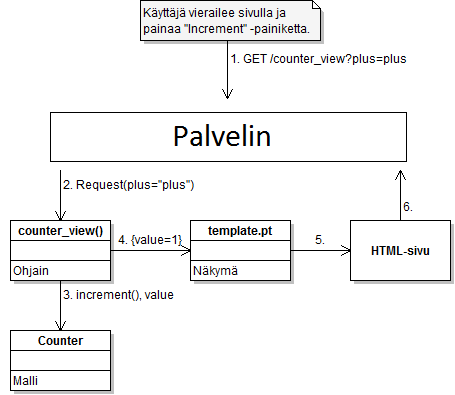 Käyttäjä vierailee sivulla ja
painaa "Increment" -painiketta.
1. GET /counter_view?plus=plus
Palvelin
2. Request(plus="plus")
6.
counter_view()
Ohjain
4. {value=1}
template.pt
Näkymä
5.
HTML-sivu
3. increment(), value
Counter
Malli